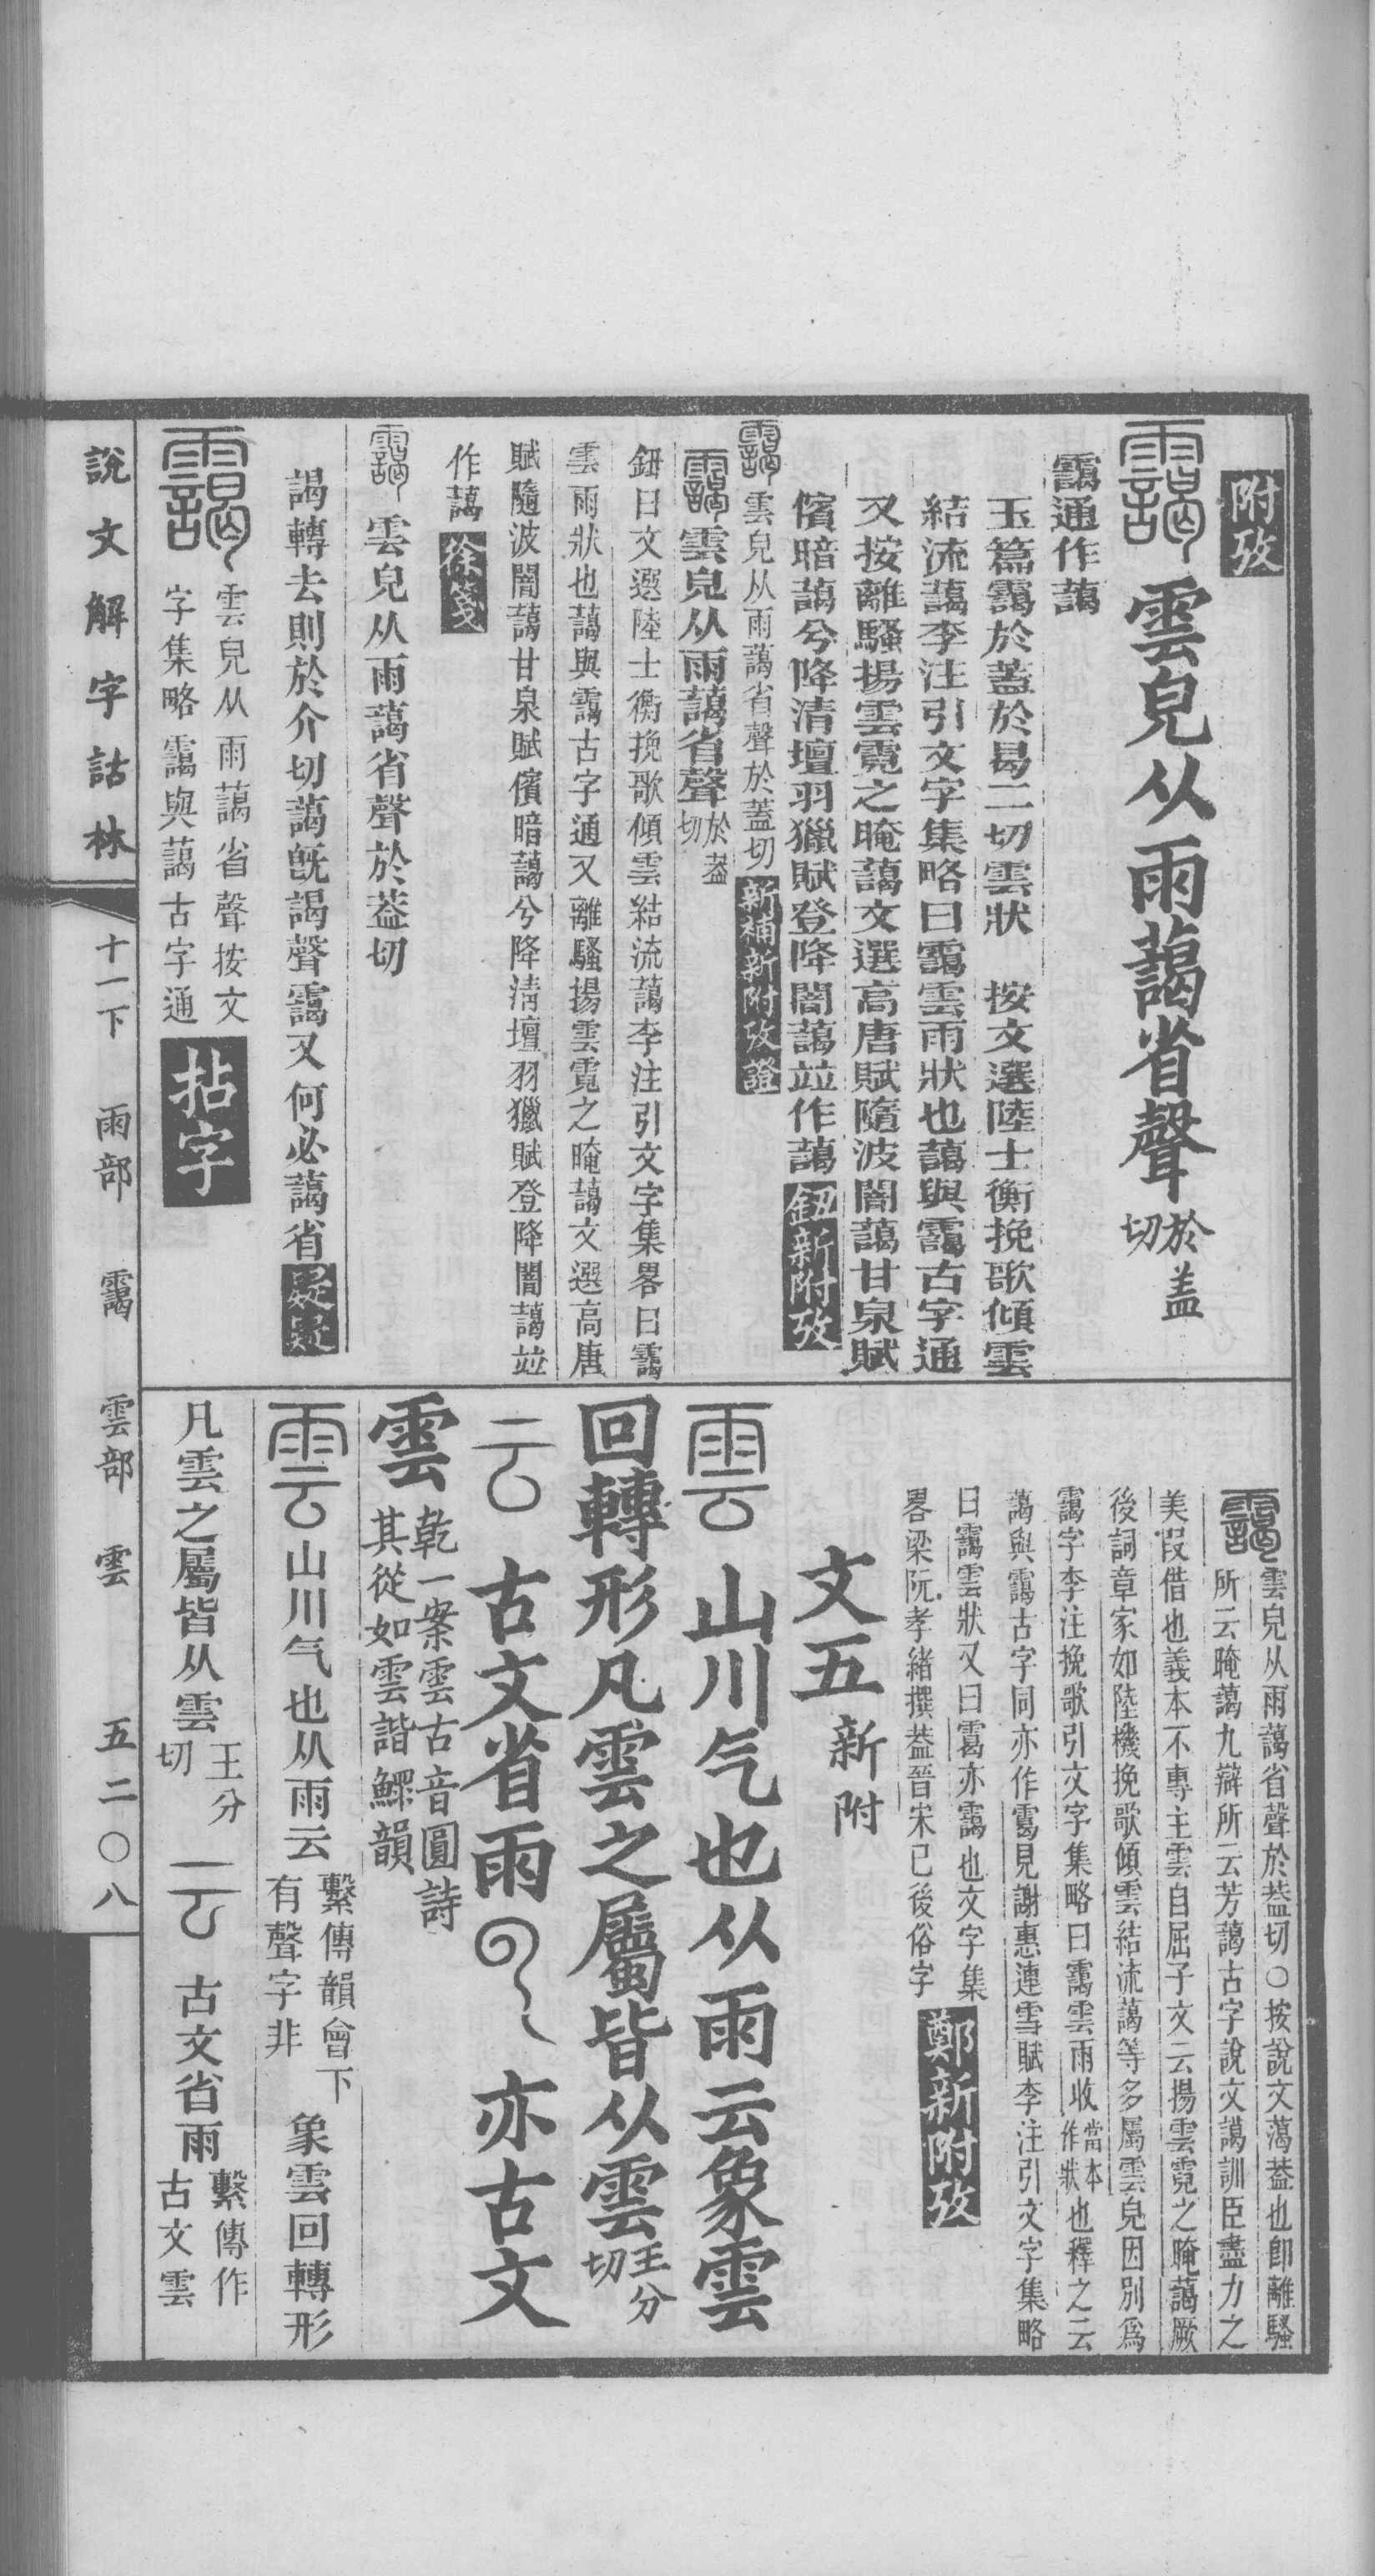 附攷
靄雲皃从雨藹省聲於盖切
靄通作藹
玉篇靄於蓋於曷二切雲狀　按文選陸士衡挽歌傾雲
結流藹李注引文字集略曰靄雲雨狀也藹與靄古字通
又按離騷揚雲霓之晻藹文選高唐賦隨波闇藹甘泉賦
儐暗藹兮降清壇羽獵賦登降闇藹竝作藹鈕新附攷
靄雲皃从雨藹省聲於蓋切新補新附攷證
靄雲皃从雨藹省聲於葢切
鈕曰文選陸士衡挽歌傾雲結流藹李注引文字集畧曰靄
雲雨狀也藹與靄古字通又離騷揚雲霓之晻藹文選高唐
賦隨波闇藹甘泉賦儐暗藹兮降清壇羽獵賦登降闇藹竝
作藹徐箋
靄雲皃从雨藹省聲於葢切
謁轉去則於介切藹旣謁聲靄又何必藹省疑疑
靄雲皃从雨藹省聲按文
字集略靄與藹古字通拈字
靄雲皃从雨藹省聲於葢切○按說文藹葢也卽離騷
所云晻藹九辯所云芳藹古字說文藹訓臣盡力之
美叚借也義本不專主雲自屈子文云揚雲霓之晻藹厥
後詞章家如陸機挽歌傾雲結流藹等多屬雲皃因別爲
靄字李注挽歌引文字集略曰靄雲雨收當本作狀也釋之云
藹與靄古字同亦作霭見謝惠連雪賦李注引文字集略
曰靄雲狀又曰霭亦靄也文字集
畧梁阮孝緒撰葢晉宋已後俗字鄭新附攷
文五新附
雲山川气也从雨云象雲
回轉形凡雲之屬皆从雲王分切
云古文省雨𠄔亦古文
雲乾一案雲古音圓詩
其從如雲諧鰥韻
雲山川气也从雨云繫傳韻會下有聲字非象雲回轉形
凡雲之屬皆从雲王分切云古文省雨繫傳作古文雲
說文解字詁林　十一下　雨部　靄　雲部　雲　五二○八